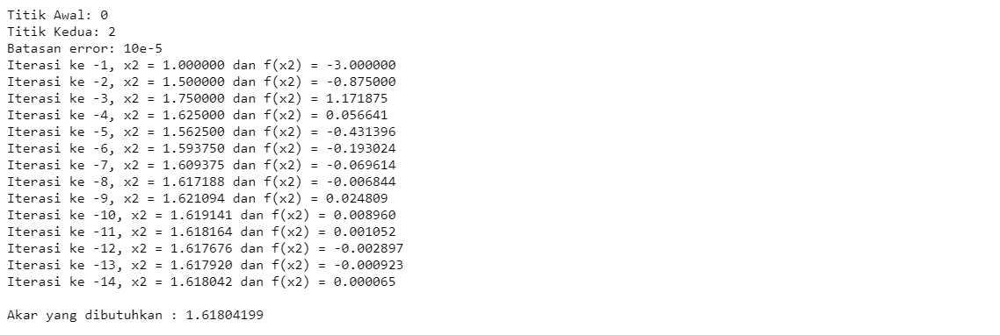 Titik Awal: 0
Titik Kedua: 2
Batasan error: 10e-5
Iterasi ke -1, x2 = 1.000000 dan f(x2) = -3.000000
Iterasi ke -2, x2 = 1.500000 dan f(x2) = -0.875000
Iterasi ke -3, x2 = 1.750000 dan f(x2) = 1.171875
Iterasi ke -4, x2 = 1.625000 dan f(x2) = 0.056641
Iterasi ke -5, x2 = 1.562500 dan f(x2) = -0.431396
Iterasi ke -6, x2 = 1.593750 dan f(x2) = -0.193024
Iterasi ke -7, x2 = 1.609375 dan f(x2) = -0.069614
Iterasi ke -8, x2 = 1.617188 dan f(x2) = -0.006844
Iterasi ke -9, x2 = 1.621094 dan f(x2) = 0.024809
Iterasi ke -10, x2 = 1.619141 dan f(x2) = 0.008960
Iterasi ke -11, x2 = 1.618164 dan f(x2) = 0.001052
Iterasi ke -12, x2 = 1.617676 dan f(x2) = -0.002897
Iterasi ke -13, x2 = 1.617920 dan f(x2) = -0.000923
Iterasi ke -14, x2 = 1.618042 dan f(x2) = 0.000065
Akar yang dibutuhkan : 1.61804199